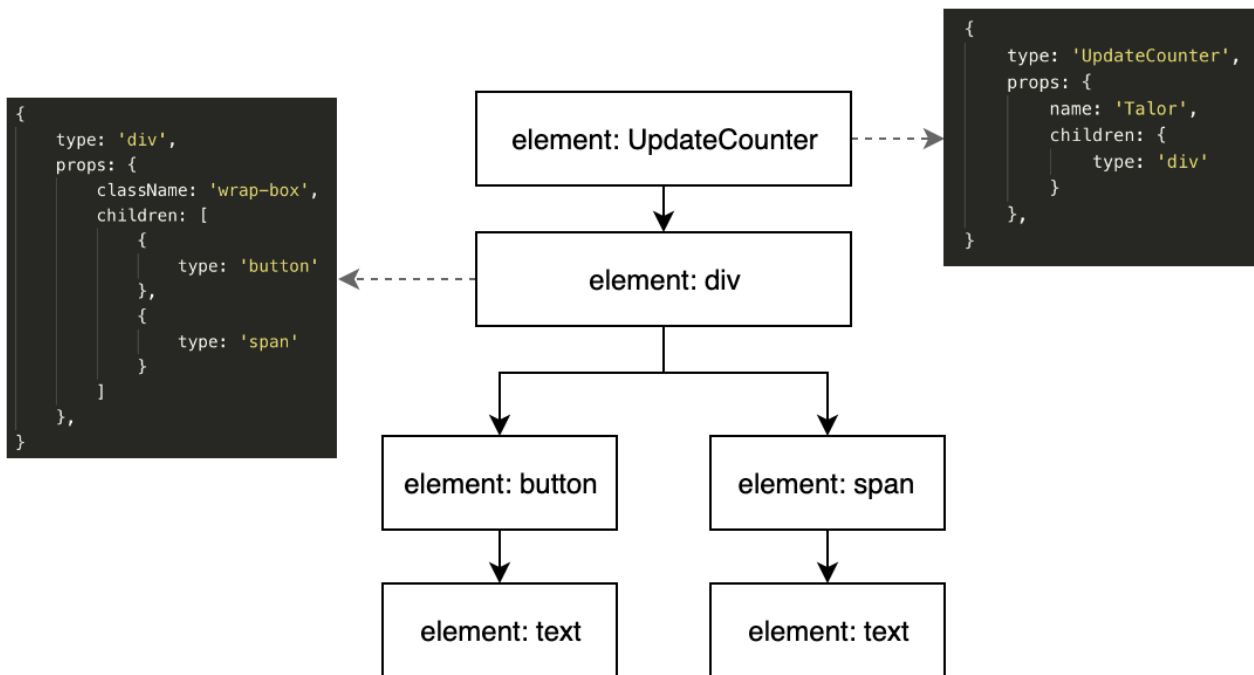 {
type: 'UpdateCounter',
props: {
name: 'Talor',
children: {
type: 'div'
}
},
}
element: UpdateCounter
{
type: 'div',
props: {
className: 'wrap-box',
children: [
{
type: 'button'
},
{
type: 'span'
}
]
},
}
element: div
element: button
element: span
element: text
element: text